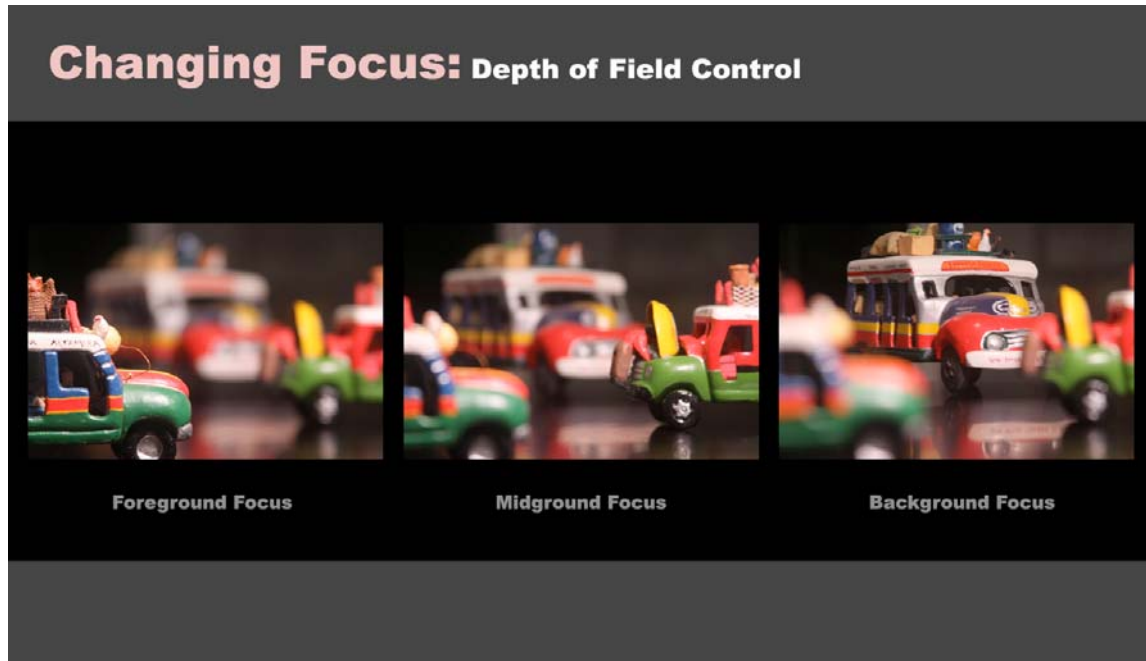 Changing Focus: Depth of Field Control
Foreground Focus
Midground Focus
Background Focus